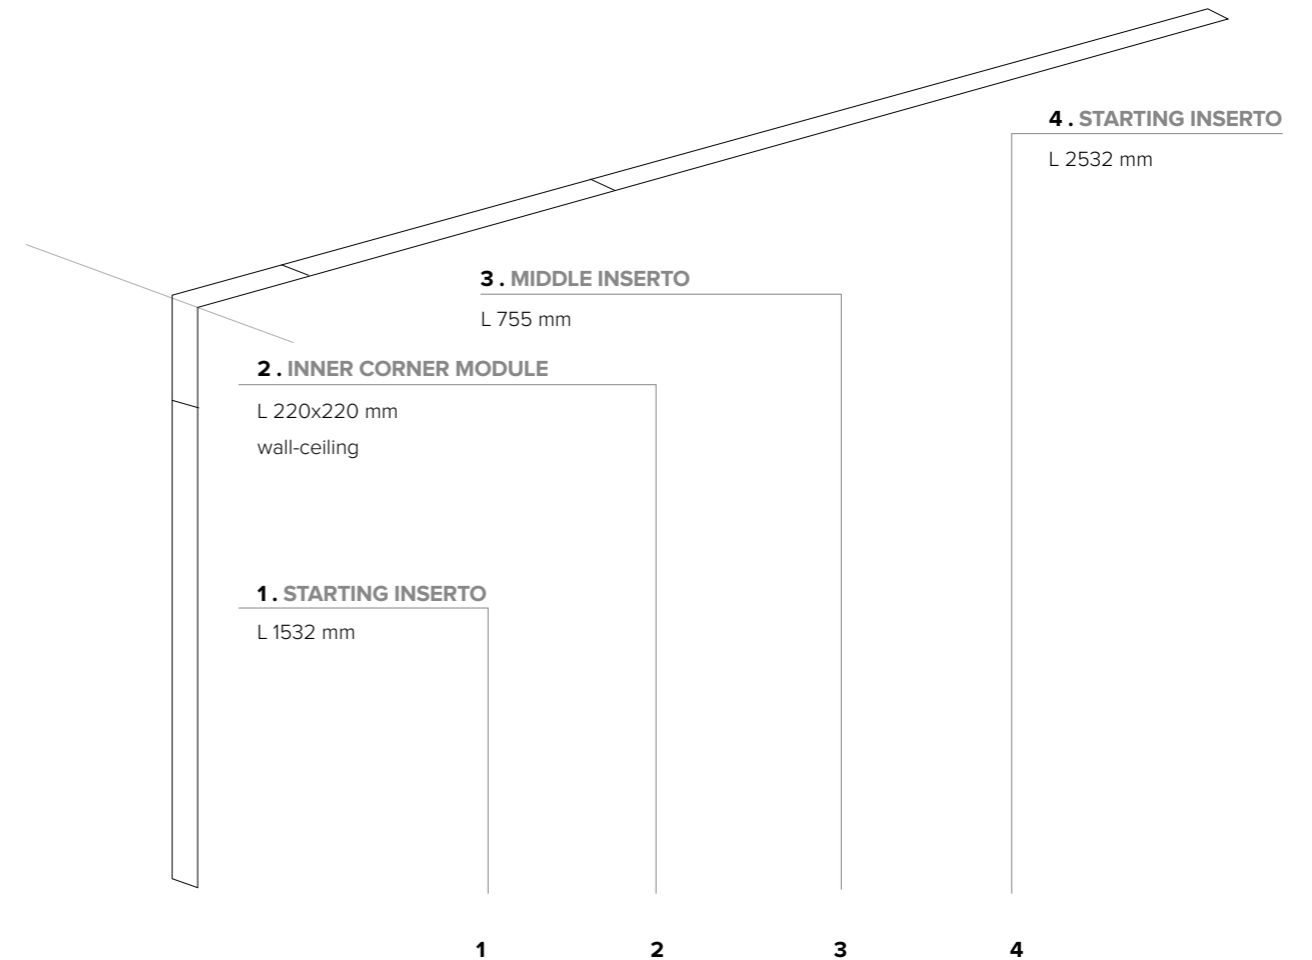 4 . STARTING INSERTO
L 2532 mm
3 . MIDDLE INSERTO
L 755 mm
2 . INNER CORNER MODULE
L 220x220 mm
wall-ceiling
1 . STARTING INSERTO
L 1532 mm
1 2 3 4